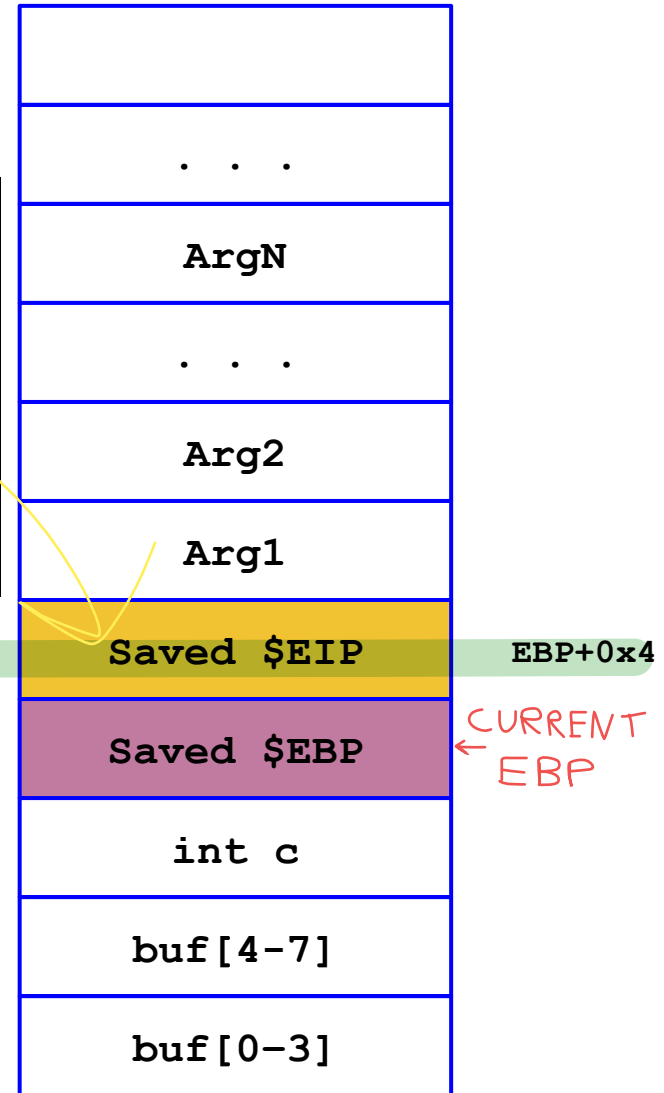 . . .
ArgN
. . .
Arg2
Arg1
Saved $EIP EBP+0x4
Saved $EBP CURRENT EBP
int c
buf[4-7]
buf[0-3]